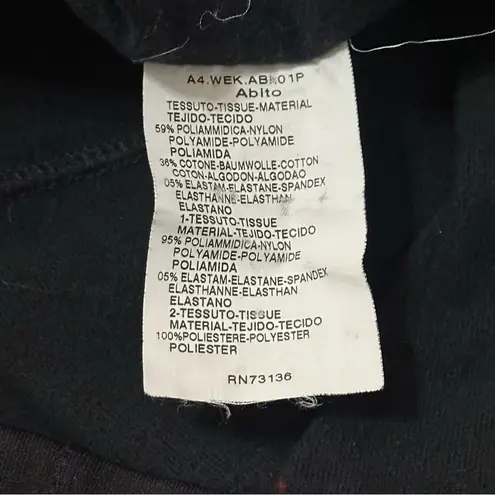 A4.WEK.AB101P
Abito
TESSUTO-TISSUE-MATERIAL
TEJIDO-TECIDO
59% POLIAMMIDICA-NYLON
POLYAMIDE-POLYAMIDE
POLIAMIDA
36% COTONE-BAUMWOLLE-COTTON
COTON-ALGODON-ALGODAO
05% ELASTAM-ELASTANE-SPANDEX
ELASTHANNE-ELASTHAN
ELASTANO
1-TESSUTO-TISSUE
MATERIAL-TEJIDO-TECIDO
95% POLIAMMIDICA-NYLON
POLYAMIDE-POLYAMIDE
POLIAMIDA
05% ELASTAM-ELASTANE-SPANDEX
ELASTHANNE-ELASTHAN
ELASTANO
2-TESSUTO-TISSUE
MATERIAL-TEJIDO-TECIDO
100%POLIESTERE-POLYESTER
POLIESTER
RN73136